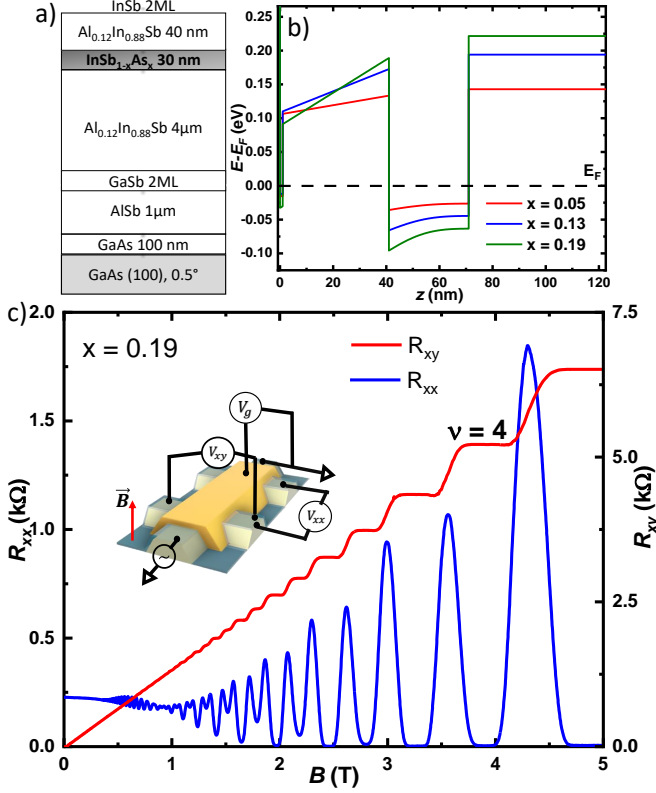 a)
InSb 2ML
Al0.12In0.88Sb 40 nm
InSb1-xAsx 30 nm
Al0.12In0.88Sb 4μm
GaSb 2ML
AlSb 1μm
GaAs 100 nm
GaAs (100), 0.5°
b)
E-EF (eV)
0.25
0.20
0.15
0.10
0.05
0.00
-0.05
-0.10
EF
x = 0.05
x = 0.13
x = 0.19
0 20 40 60 80 100 120
z (nm)
c)
x = 0.19
Rxy
Rxx
ν = 4
Vg
Vxy
Vxx
B
~
Rxx (kΩ)
2.0
1.5
1.0
0.5
0.0
Rxy (kΩ)
7.5
5.0
2.5
0.0
0 1 2 3 4 5
B (T)